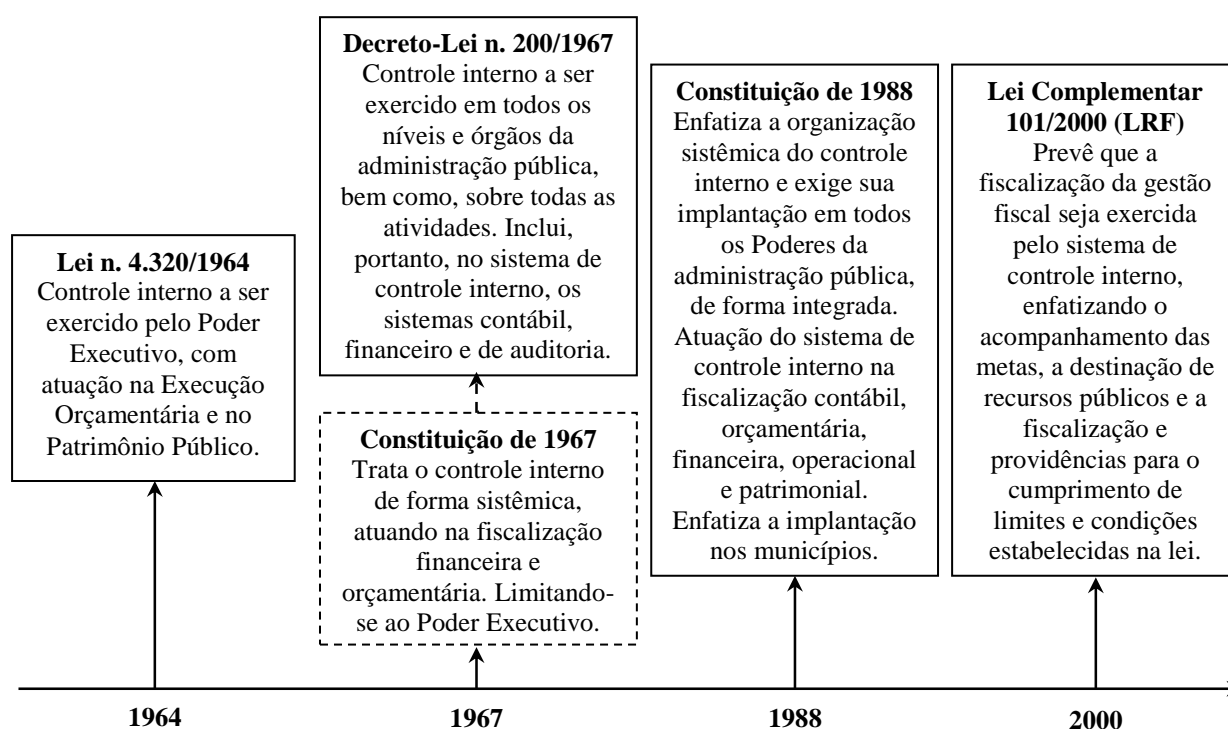 Lei n. 4.320/1964
Controle interno a ser
exercido pelo Poder
Executivo, com
atuação na Execução
Orçamentária e no
Patrimônio Público.
Decreto-Lei n. 200/1967
Controle interno a ser
exercido em todos os
níveis e órgãos da
administração pública,
bem como, sobre todas as
atividades. Inclui,
portanto, no sistema de
controle interno, os
sistemas contábil,
financeiro e de auditoria.
Constituição de 1967
Trata o controle interno
de forma sistêmica,
atuando na fiscalização
financeira e
orçamentária. Limitando-
se ao Poder Executivo.
Constituição de 1988
Enfatiza a organização
sistêmica do controle
interno e exige sua
implantação em todos
os Poderes da
administração pública,
de forma integrada.
Atuação do sistema de
controle interno na
fiscalização contábil,
orçamentária,
financeira, operacional
e patrimonial.
Enfatiza a implantação
nos municípios.
Lei Complementar
101/2000 (LRF)
Prevê que a
fiscalização da gestão
fiscal seja exercida
pelo sistema de
controle interno,
enfatizando o
acompanhamento das
metas, a destinação de
recursos públicos e a
fiscalização e
providências para o
cumprimento de
limites e condições
estabelecidas na lei.
1964
1967
1988
2000